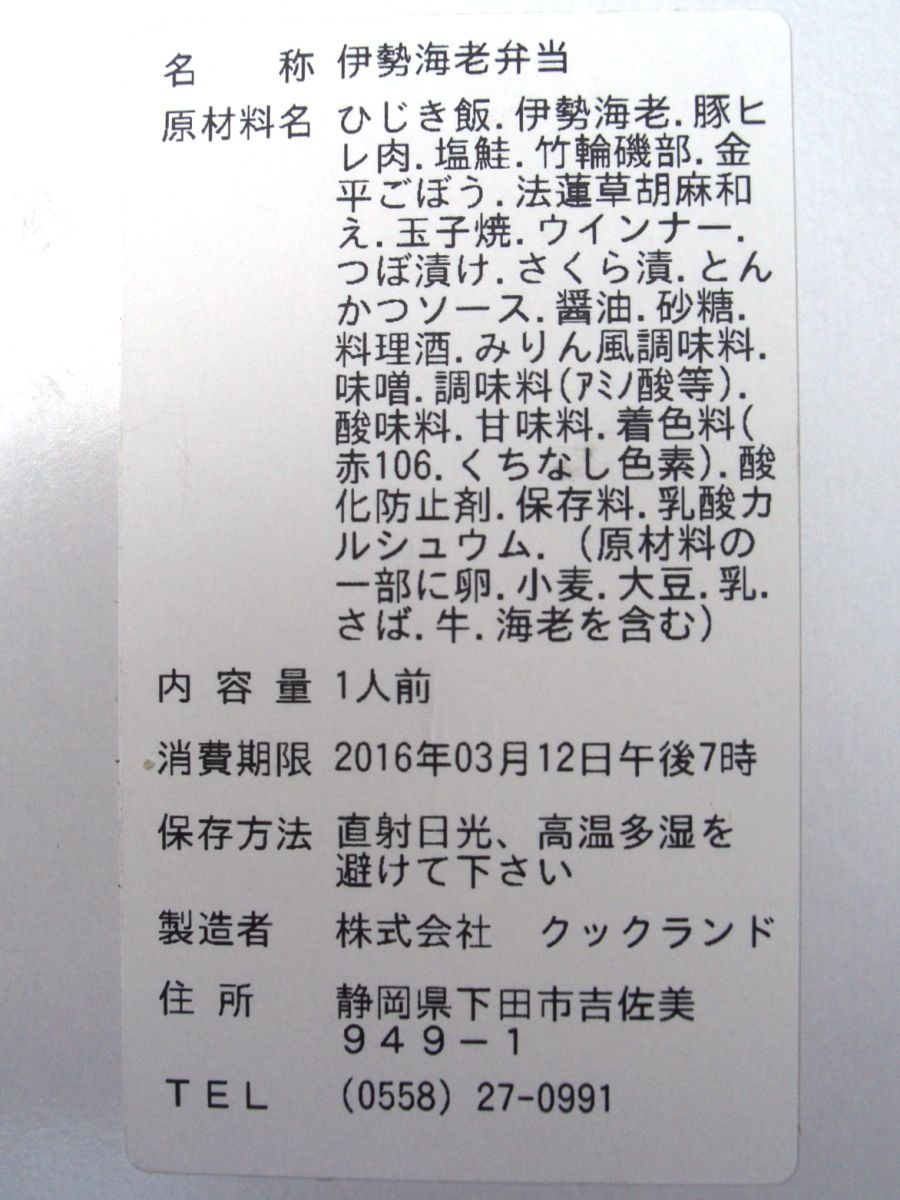 名　称 伊勢海老弁当
原材料名 ひじき飯.伊勢海老.豚ヒ
レ肉.塩鮭.竹輪磯部.金
平ごぼう.法蓮草胡麻和
え.玉子焼.ウインナー.
つぼ漬け.さくら漬.とん
かつソース.醤油.砂糖.
料理酒.みりん風調味料.
味噌.調味料(ｱﾐﾉ酸等).
酸味料.甘味料.着色料(
赤106.くちなし色素).酸
化防止剤.保存料.乳酸カ
ルシュウム.（原材料の
一部に卵.小麦.大豆.乳.
さば.牛.海老を含む）
内容量 1人前
消費期限 2016年03月12日午後7時
保存方法 直射日光、高温多湿を
避けて下さい
製造者 株式会社　クックランド
住所 静岡県下田市吉佐美
９４９－１
ＴＥＬ (0558) 27-0991